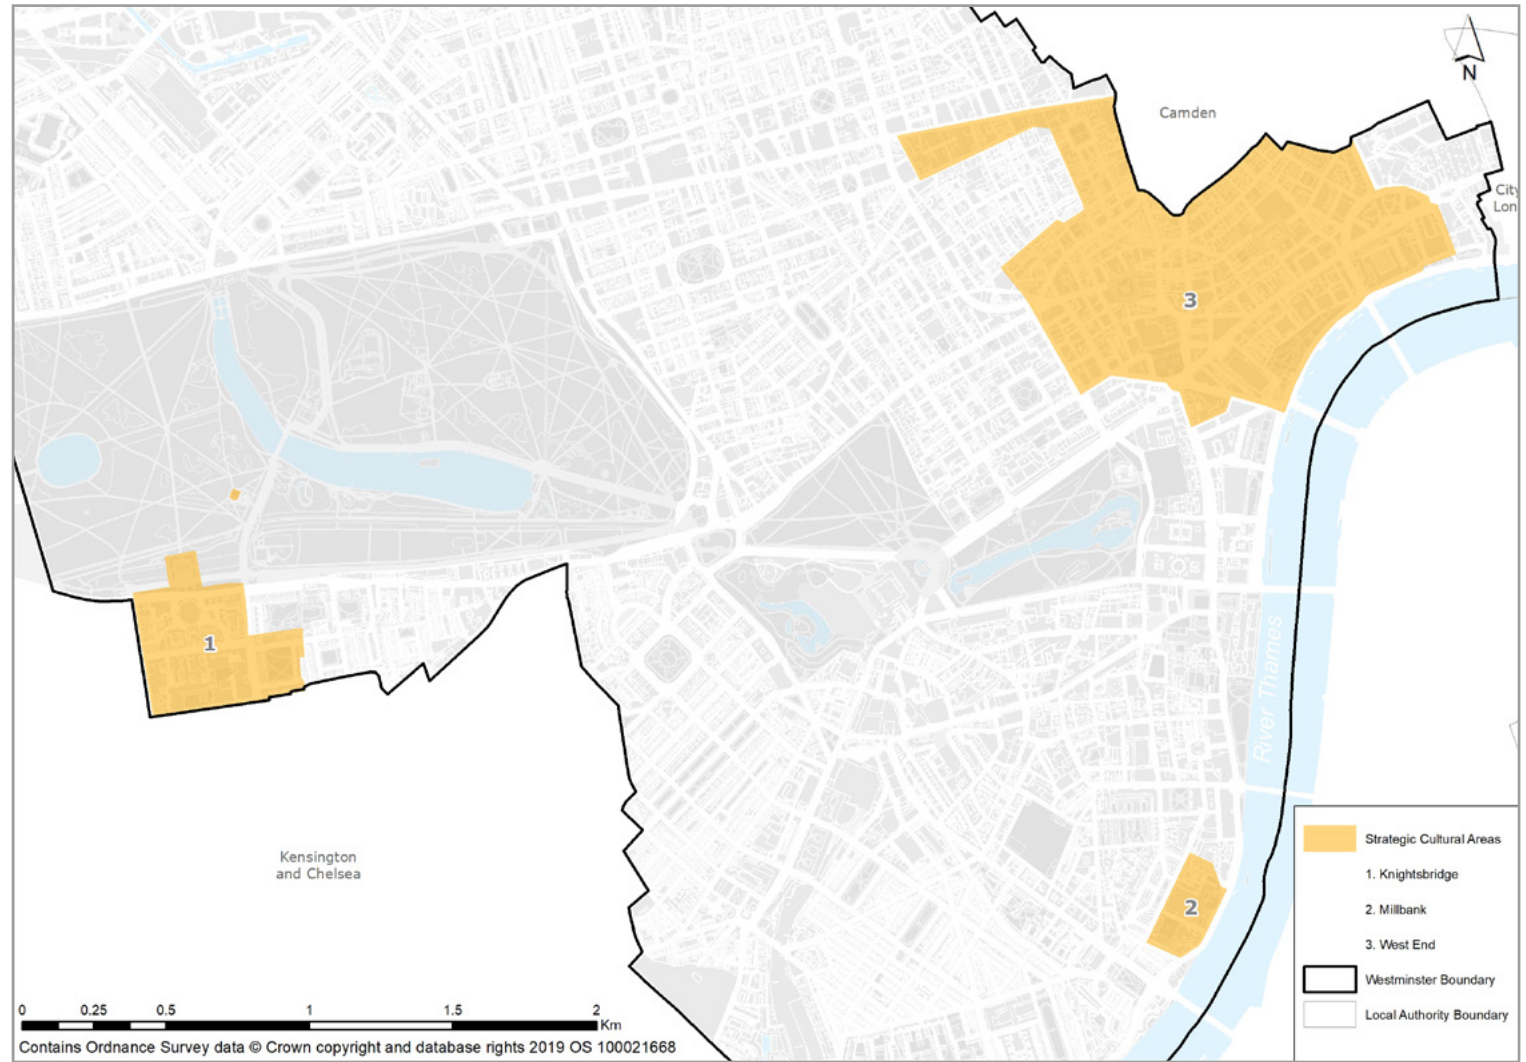 N
Camden
City
Lon
3
1
River Thames
Kensington
and Chelsea
2
Strategic Cultural Areas
1. Knightsbridge
2. Millbank
3. West End
Westminster Boundary
Local Authority Boundary
0 0.25 0.5 1 1.5 2
Km
Contains Ordnance Survey data © Crown copyright and database rights 2019 OS 100021668